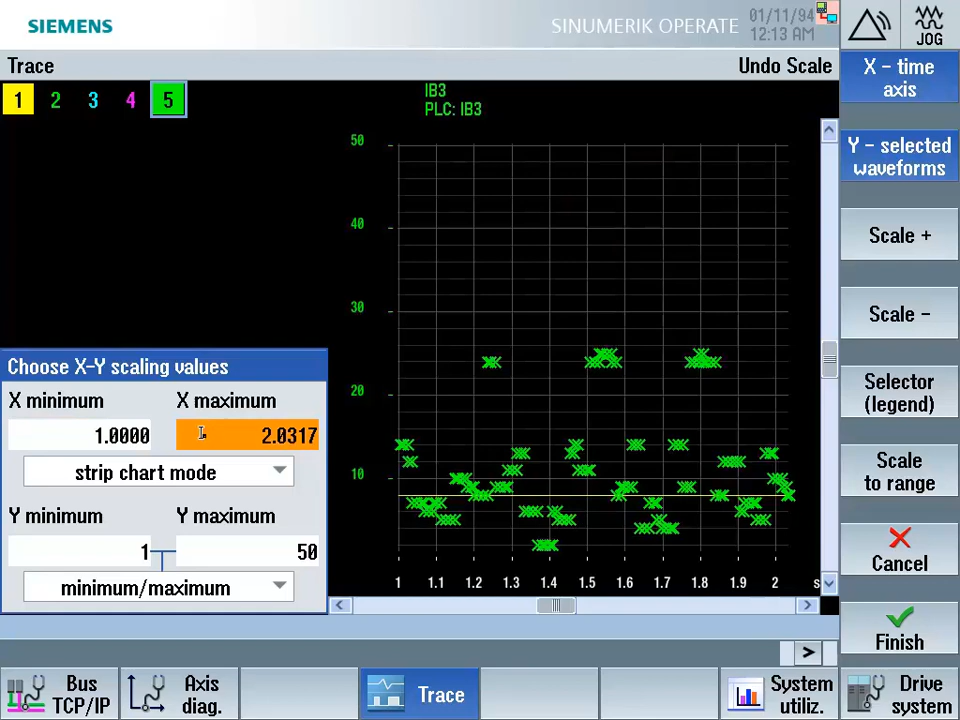 SIEMENS
SINUMERIK OPERATE
01/11/94
12:13 AM
JOG
Trace
Undo Scale
X - time
axis
1 2 3 4 5
IB3
PLC: IB3
Y - selected
waveforms
Scale +
Scale -
Selector
(legend)
Scale
to range
Cancel
Finish
50
40
30
20
10
1 1.1 1.2 1.3 1.4 1.5 1.6 1.7 1.8 1.9 2 s
Choose X-Y scaling values
X minimum X maximum
1.0000 2.0317
strip chart mode
Y minimum Y maximum
1 50
minimum/maximum
>
Bus
TCP/IP
Axis
diag.
Trace
System
utiliz.
Drive
system